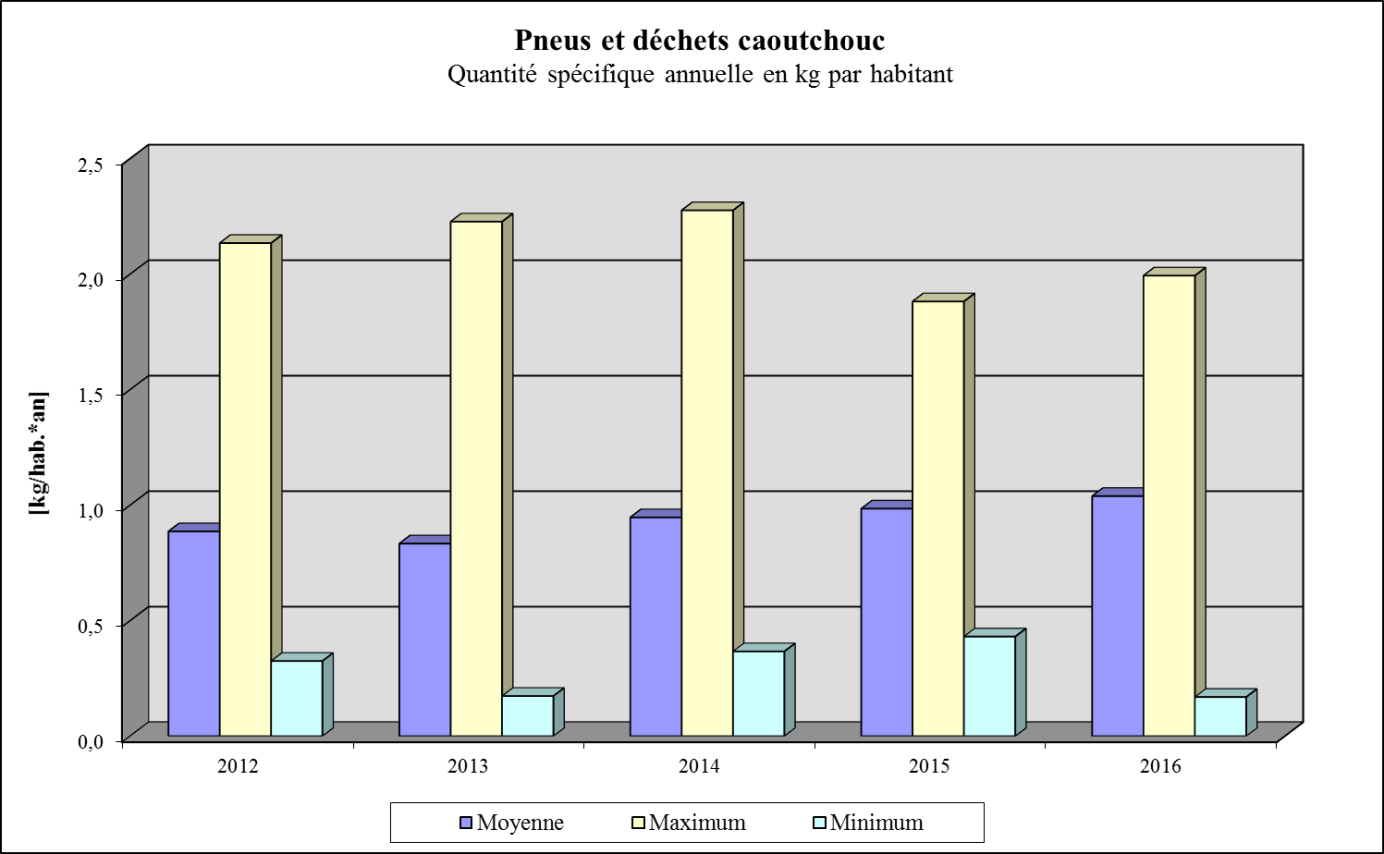 Pneus et déchets caoutchouc
Quantité spécifique annuelle en kg par habitant
[kg/hab.*an]
2,5
2,0
1,5
1,0
0,5
0,0
2012 2013 2014 2015 2016
Moyenne Maximum Minimum